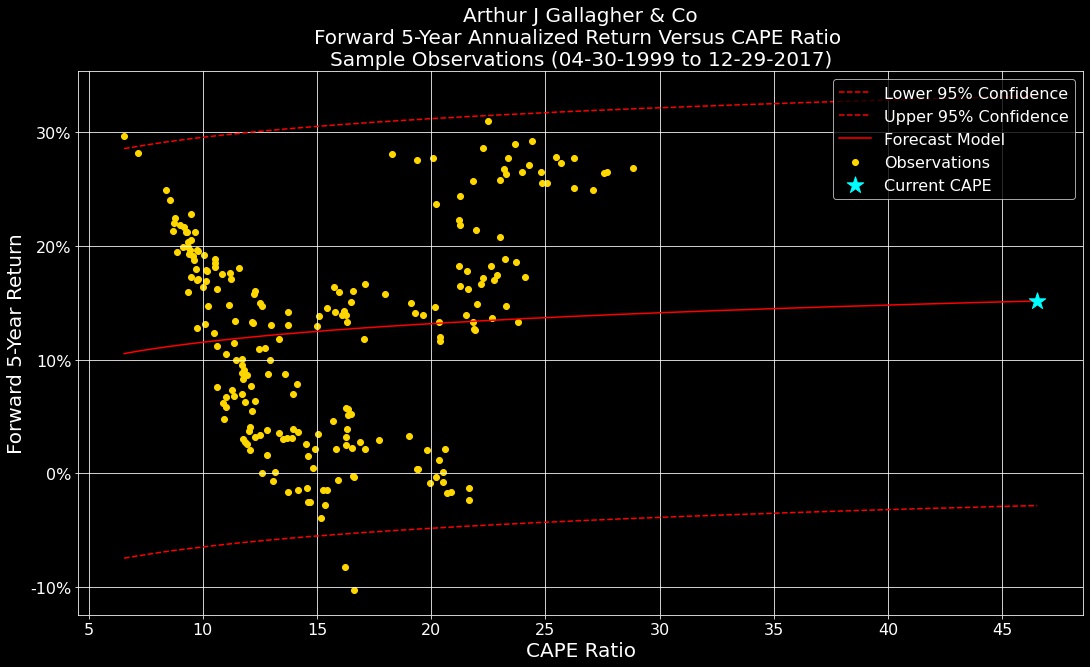 Arthur J Gallagher & Co
Forward 5-Year Annualized Return Versus CAPE Ratio
Sample Observations (04-30-1999 to 12-29-2017)
Lower 95% Confidence
Upper 95% Confidence
Forecast Model
Observations
Current CAPE
Forward 5-Year Return
30%
20%
10%
0%
-10%
5
10
15
20
25
30
35
40
45
CAPE Ratio